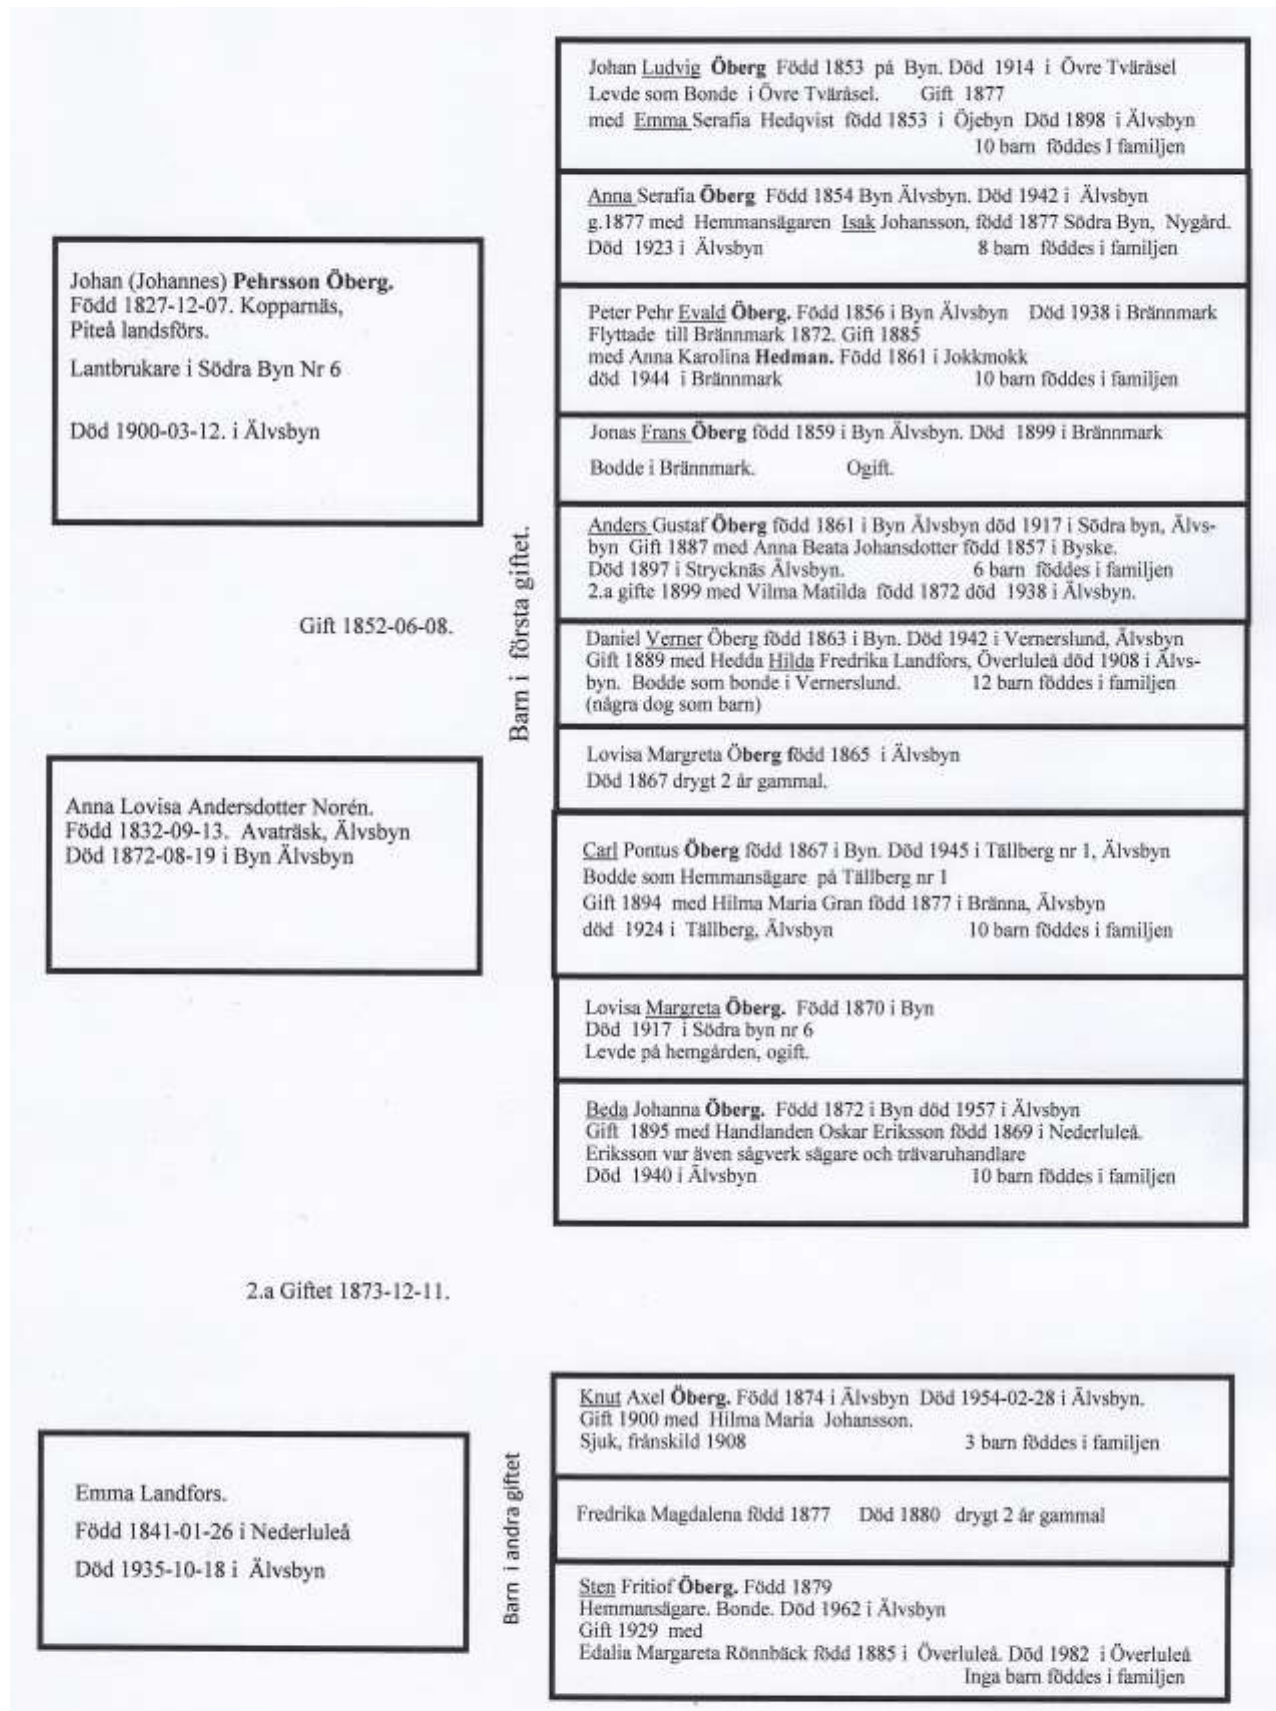 Johan (Johannes) Pehrsson Öberg.
Född 1827-12-07. Kopparnäs,
Piteå landsförs.
Lantbrukare i Södra Byn Nr 6
Död 1900-03-12. i Älvsbyn
Gift 1852-06-08.
Anna Lovisa Andersdotter Norén.
Född 1832-09-13. Avaträsk, Älvsbyn
Död 1872-08-19 i Byn Älvsbyn
Barn i första giftet.
Johan Ludvig Öberg Född 1853 på Byn. Död 1914 i Övre Tväråsel
Levde som Bonde i Övre Tväråsel. Gift 1877
med Emma Serafia Hedqvist född 1853 i Öjebyn Död 1898 i Älvsbyn
10 barn föddes I familjen
Anna Serafia Öberg Född 1854 Byn Älvsbyn. Död 1942 i Älvsbyn
g.1877 med Hemmansägaren Isak Johansson, född 1877 Södra Byn, Nygård.
Död 1923 i Älvsbyn 8 barn föddes i familjen
Peter Pehr Evald Öberg. Född 1856 i Byn Älvsbyn Död 1938 i Brännmark
Flyttade till Brännmark 1872. Gift 1885
med Anna Karolina Hedman. Född 1861 i Jokkmokk
död 1944 i Brännmark 10 barn föddes i familjen
Jonas Frans Öberg född 1859 i Byn Älvsbyn. Död 1899 i Brännmark
Bodde i Brännmark. Ogift.
Anders Gustaf Öberg född 1861 i Byn Älvsbyn död 1917 i Södra byn, Älvs-
byn Gift 1887 med Anna Beata Johansdotter född 1857 i Byske.
Död 1897 i Strycknäs Älvsbyn. 6 barn föddes i familjen
2.a gifte 1899 med Vilma Matilda född 1872 död 1938 i Älvsbyn.
Daniel Verner Öberg född 1863 i Byn. Död 1942 i Vernerslund, Älvsbyn
Gift 1889 med Hedda Hilda Fredrika Landfors, Överluleå död 1908 i Älvs-
byn. Bodde som bonde i Vernerslund. 12 barn föddes i familjen
(några dog som barn)
Lovisa Margreta Öberg född 1865 i Älvsbyn
Död 1867 drygt 2 år gammal.
Carl Pontus Öberg född 1867 i Byn. Död 1945 i Tällberg nr 1, Älvsbyn
Bodde som Hemmansägare på Tällberg nr 1
Gift 1894 med Hilma Maria Gran född 1877 i Bränna, Älvsbyn
död 1924 i Tällberg, Älvsbyn 10 barn föddes i familjen
Lovisa Margreta Öberg. Född 1870 i Byn
Död 1917 i Södra byn nr 6
Levde på hemgården, ogift.
Beda Johanna Öberg. Född 1872 i Byn död 1957 i Älvsbyn
Gift 1895 med Handlanden Oskar Eriksson född 1869 i Nederluleå.
Eriksson var även sågverk sägare och trävaruhandlare
Död 1940 i Älvsbyn 10 barn föddes i familjen
2.a Giftet 1873-12-11.
Emma Landfors.
Född 1841-01-26 i Nederluleå
Död 1935-10-18 i Älvsbyn
Barn i andra giftet
Knut Axel Öberg. Född 1874 i Älvsbyn Död 1954-02-28 i Älvsbyn.
Gift 1900 med Hilma Maria Johansson.
Sjuk, frånskild 1908 3 barn föddes i familjen
Fredrika Magdalena född 1877 Död 1880 drygt 2 år gammal
Sten Fritiof Öberg. Född 1879
Hemmansägare. Bonde. Död 1962 i Älvsbyn
Gift 1929 med
Edalia Margareta Rönnbäck född 1885 i Överluleå. Död 1982 i Överluleå
Inga barn föddes i familjen